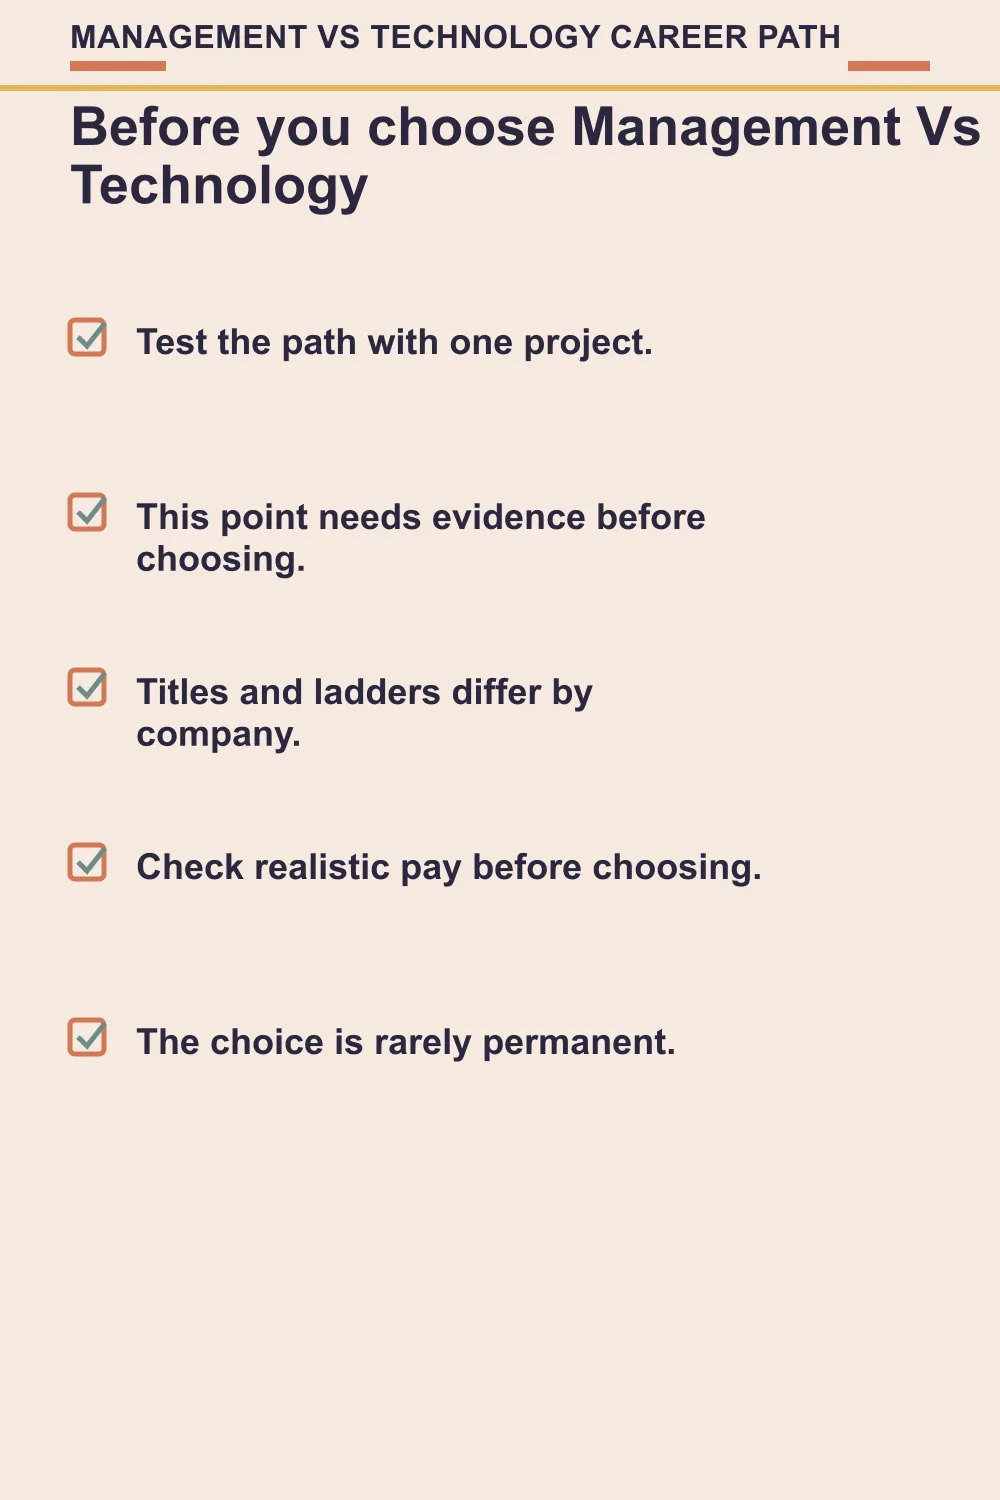 MANAGEMENT VS TECHNOLOGY CAREER PATH
Before you choose Management Vs
Technology
Test the path with one project.
This point needs evidence before
choosing.
Titles and ladders differ by
company.
Check realistic pay before choosing.
The choice is rarely permanent.